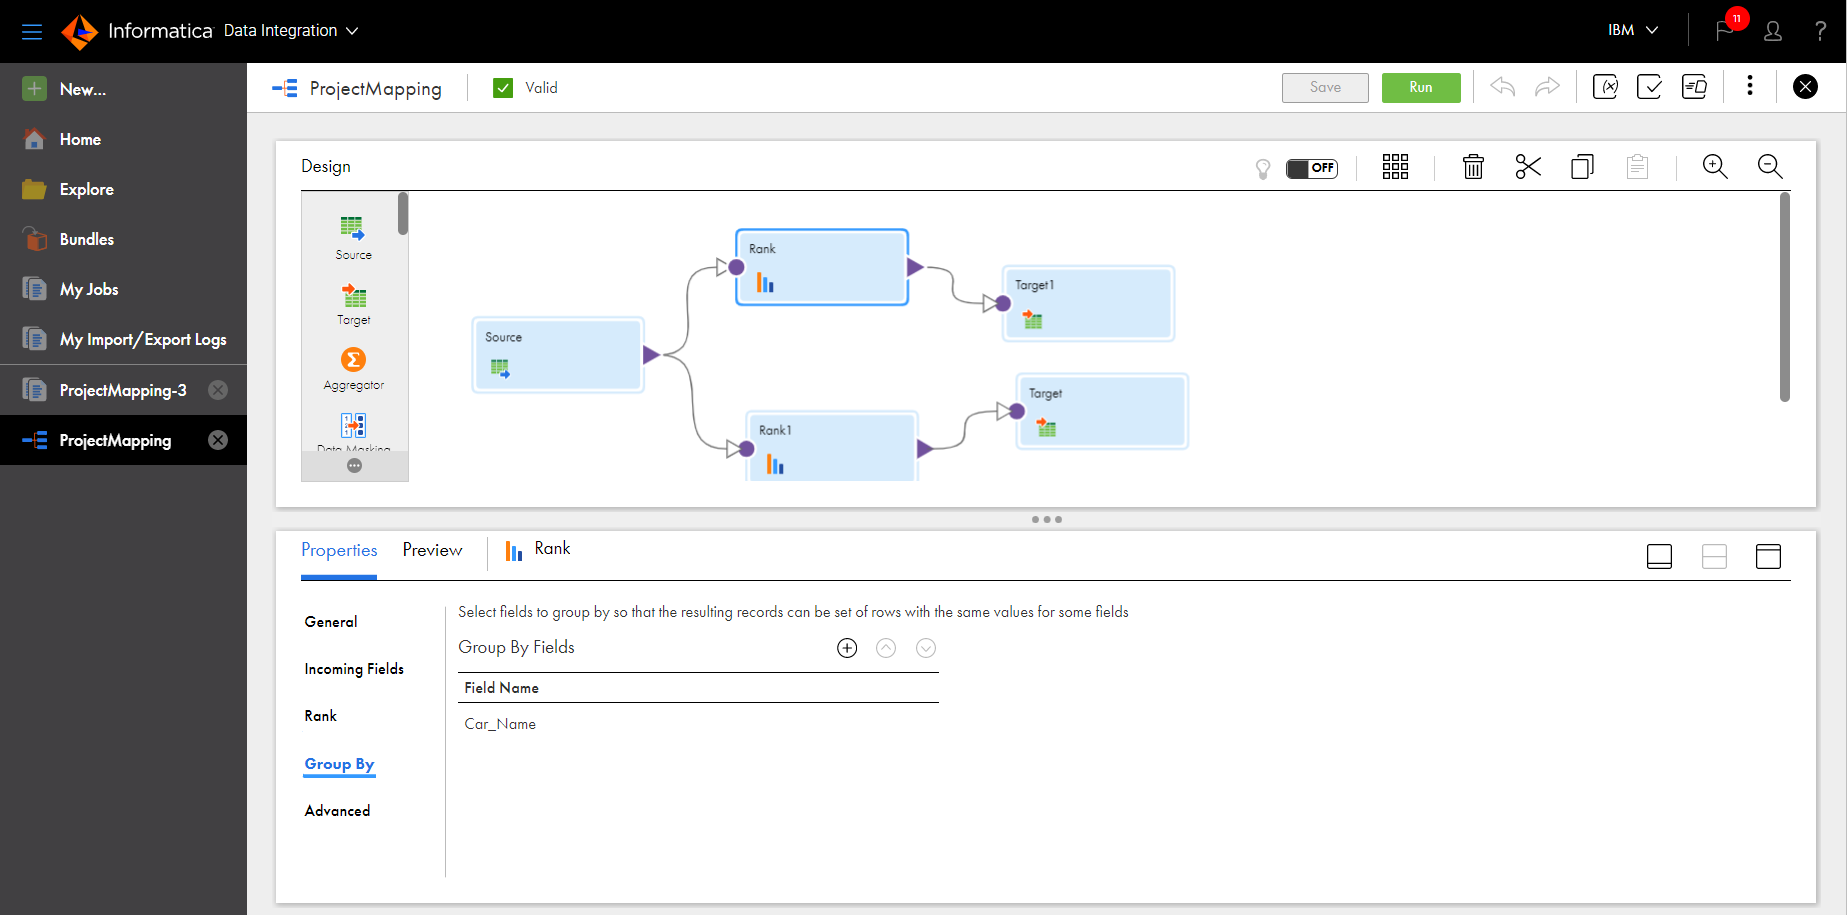 Informatica Data Integration
IBM
11
?
New...
Home
Explore
Bundles
My Jobs
My Import/Export Logs
ProjectMapping-3
ProjectMapping
ProjectMapping
Valid
Save
Run
Design
OFF
Source
Target
Aggregator
Data Masking
Source
Rank
Rank1
Target1
Target
Properties
Preview
Rank
General
Incoming Fields
Rank
Group By
Advanced
Select fields to group by so that the resulting records can be set of rows with the same values for some fields
Group By Fields
Field Name
Car_Name